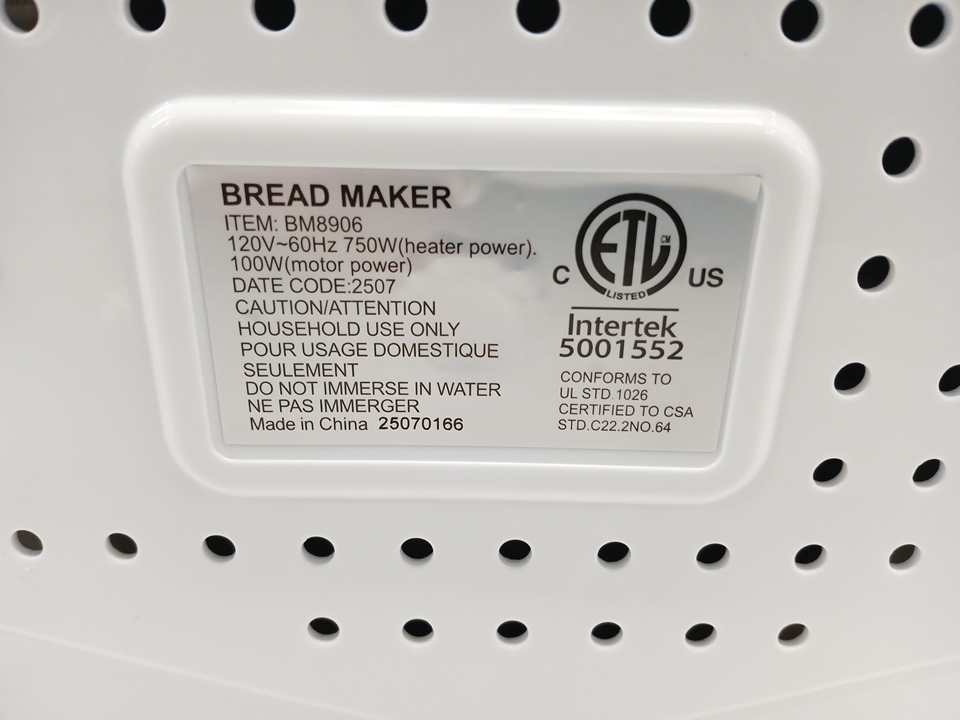 BREAD MAKER
ITEM: BM8906
120V~60Hz 750W(heater power).
100W(motor power)
DATE CODE:2507
CAUTION/ATTENTION
HOUSEHOLD USE ONLY
POUR USAGE DOMESTIQUE
SEULEMENT
DO NOT IMMERSE IN WATER
NE PAS IMMERGER
Made in China 25070166
ETL CM
C US
LISTED
Intertek
5001552
CONFORMS TO
UL STD.1026
CERTIFIED TO CSA
STD.C22.2NO.64